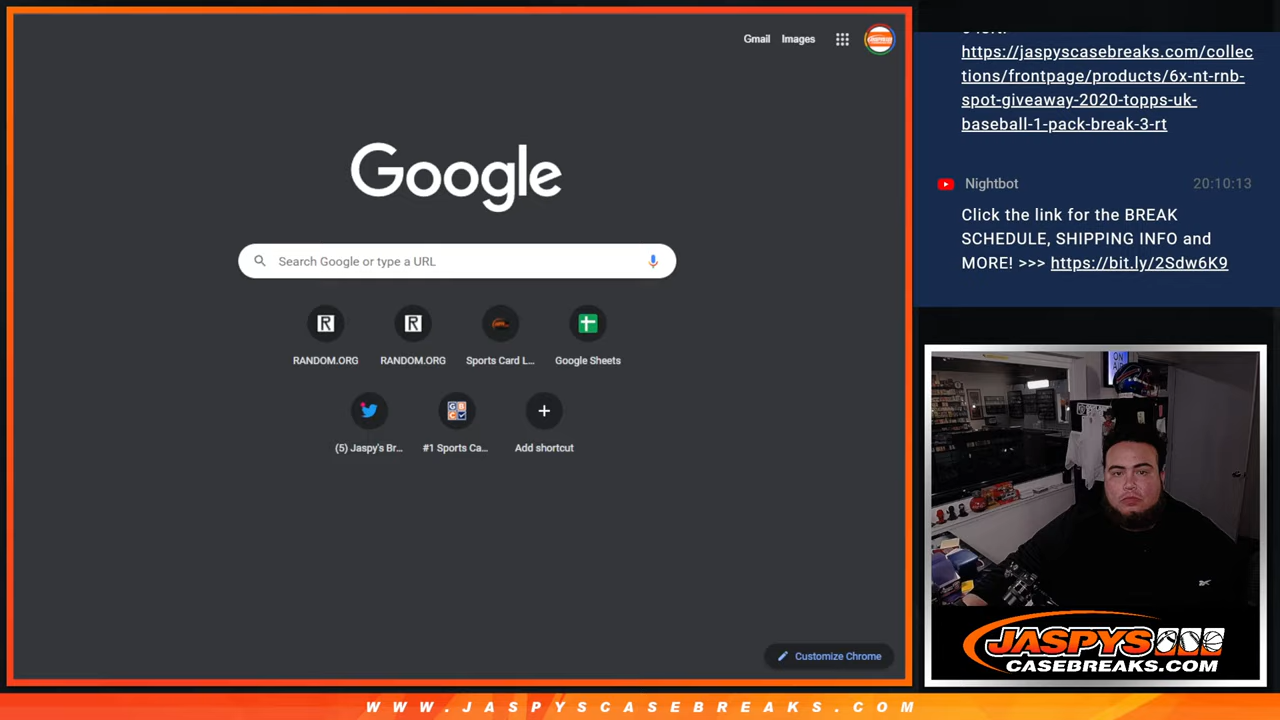 Gmail
Images
Google
Search Google or type a URL
RANDOM.ORG
RANDOM.ORG
Sports Card L...
Google Sheets
(5) Jaspy's Br...
#1 Sports Ca...
Add shortcut
Customize Chrome
https://jaspyscasebreaks.com/collec
tions/frontpage/products/6x-nt-rnb-
spot-giveaway-2020-topps-uk-
baseball-1-pack-break-3-rt
Nightbot
20:10:13
Click the link for the BREAK
SCHEDULE, SHIPPING INFO and
MORE! >>> https://bit.ly/2Sdw6K9
ON
JASPYS
CASEBREAKS.COM
WWW.JASPYSCASEBREAKS.COM